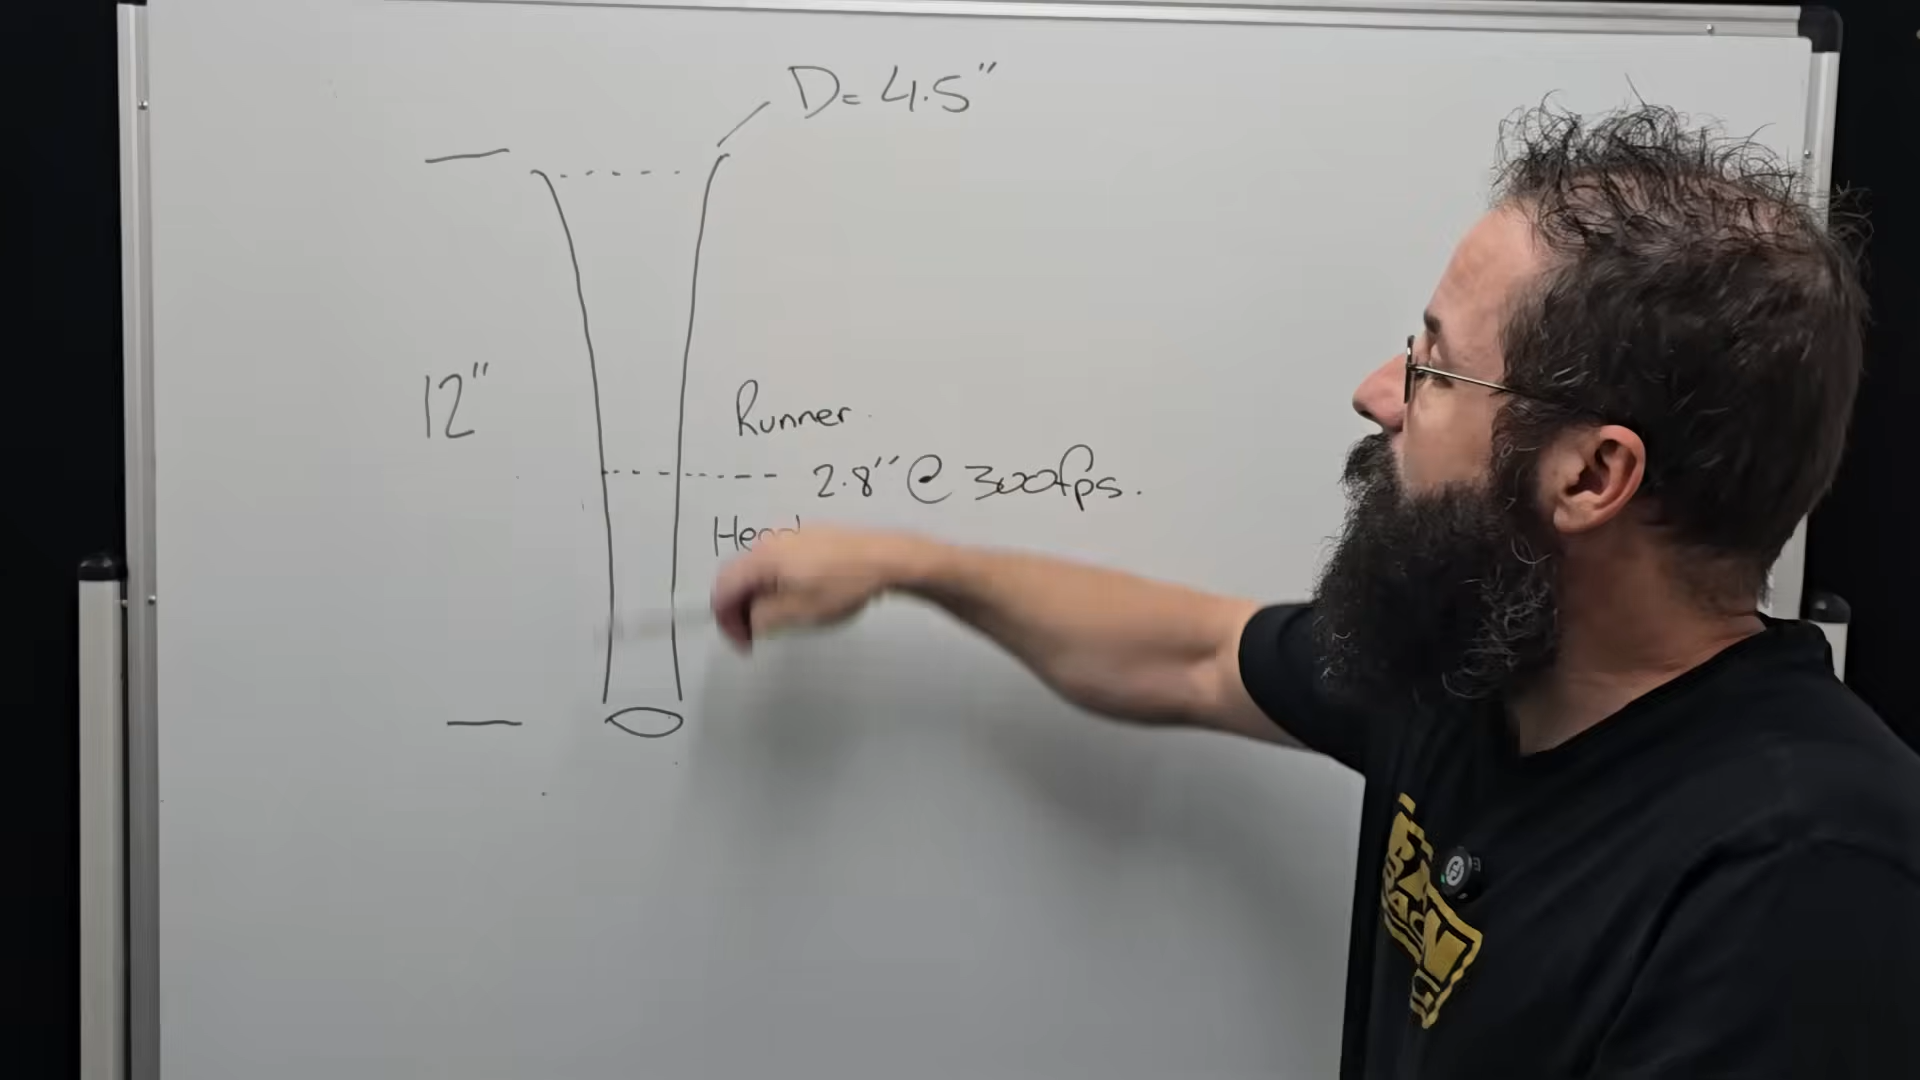 D= 4.5"
12"
Runner.
2.8" @ 300fps.